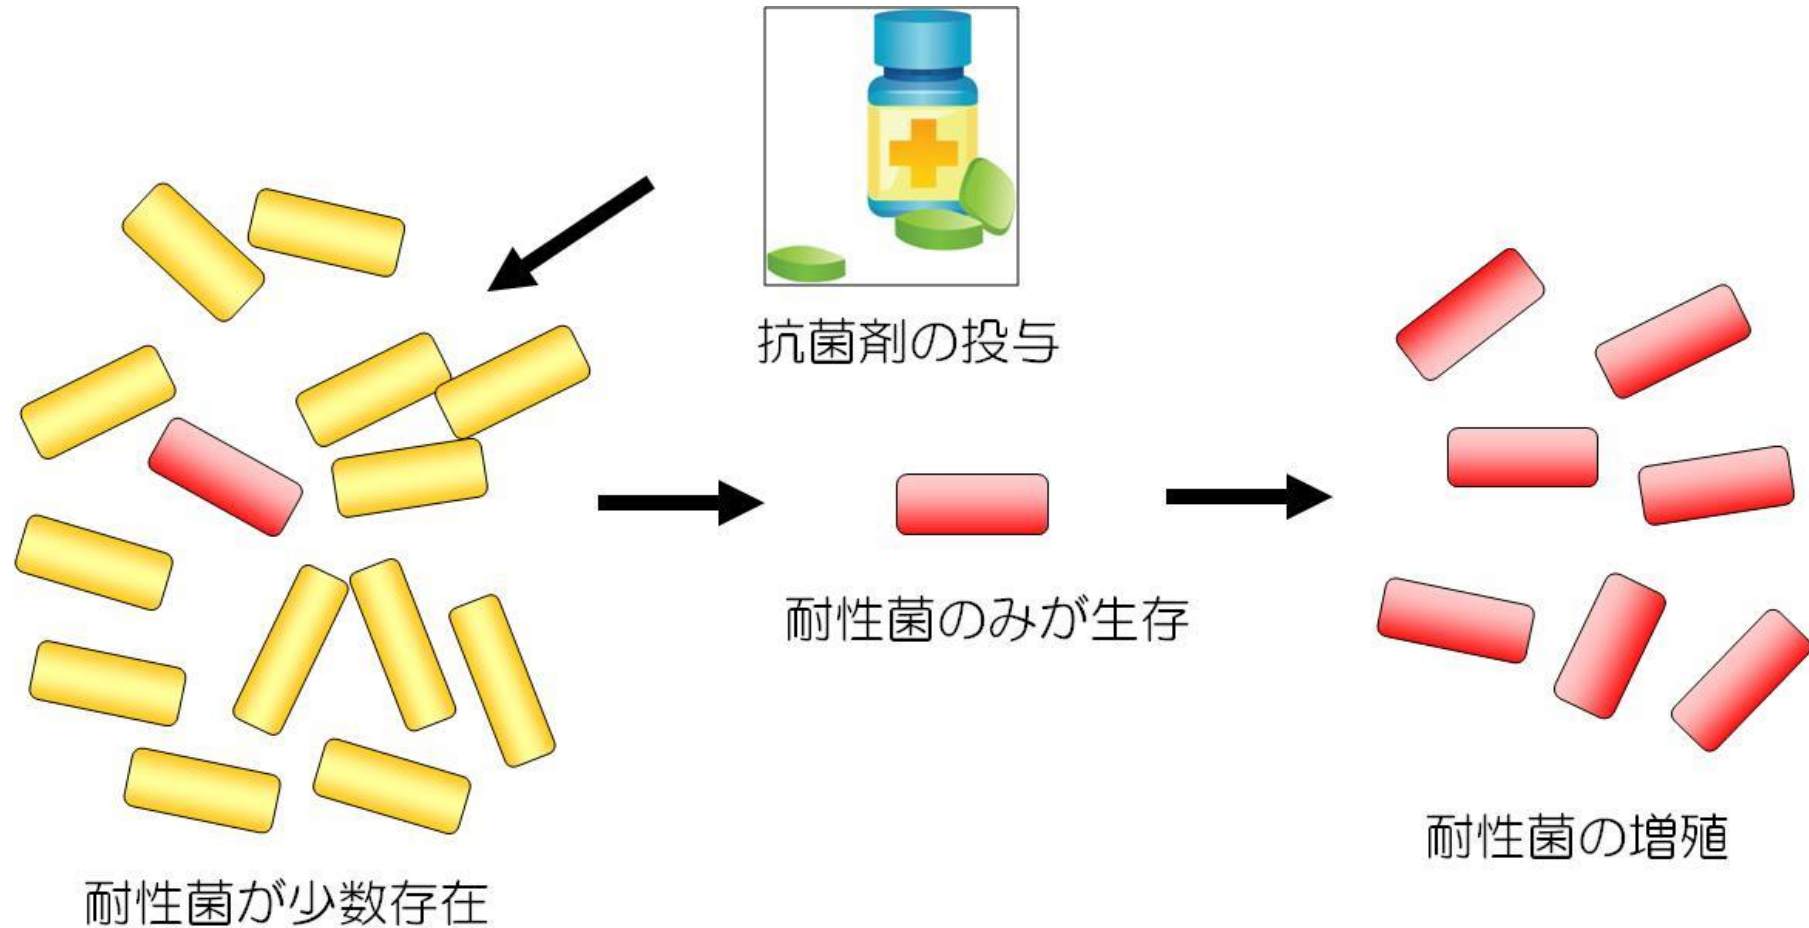 抗菌剤の投与
耐性菌が少数存在
耐性菌のみが生存
耐性菌の増殖